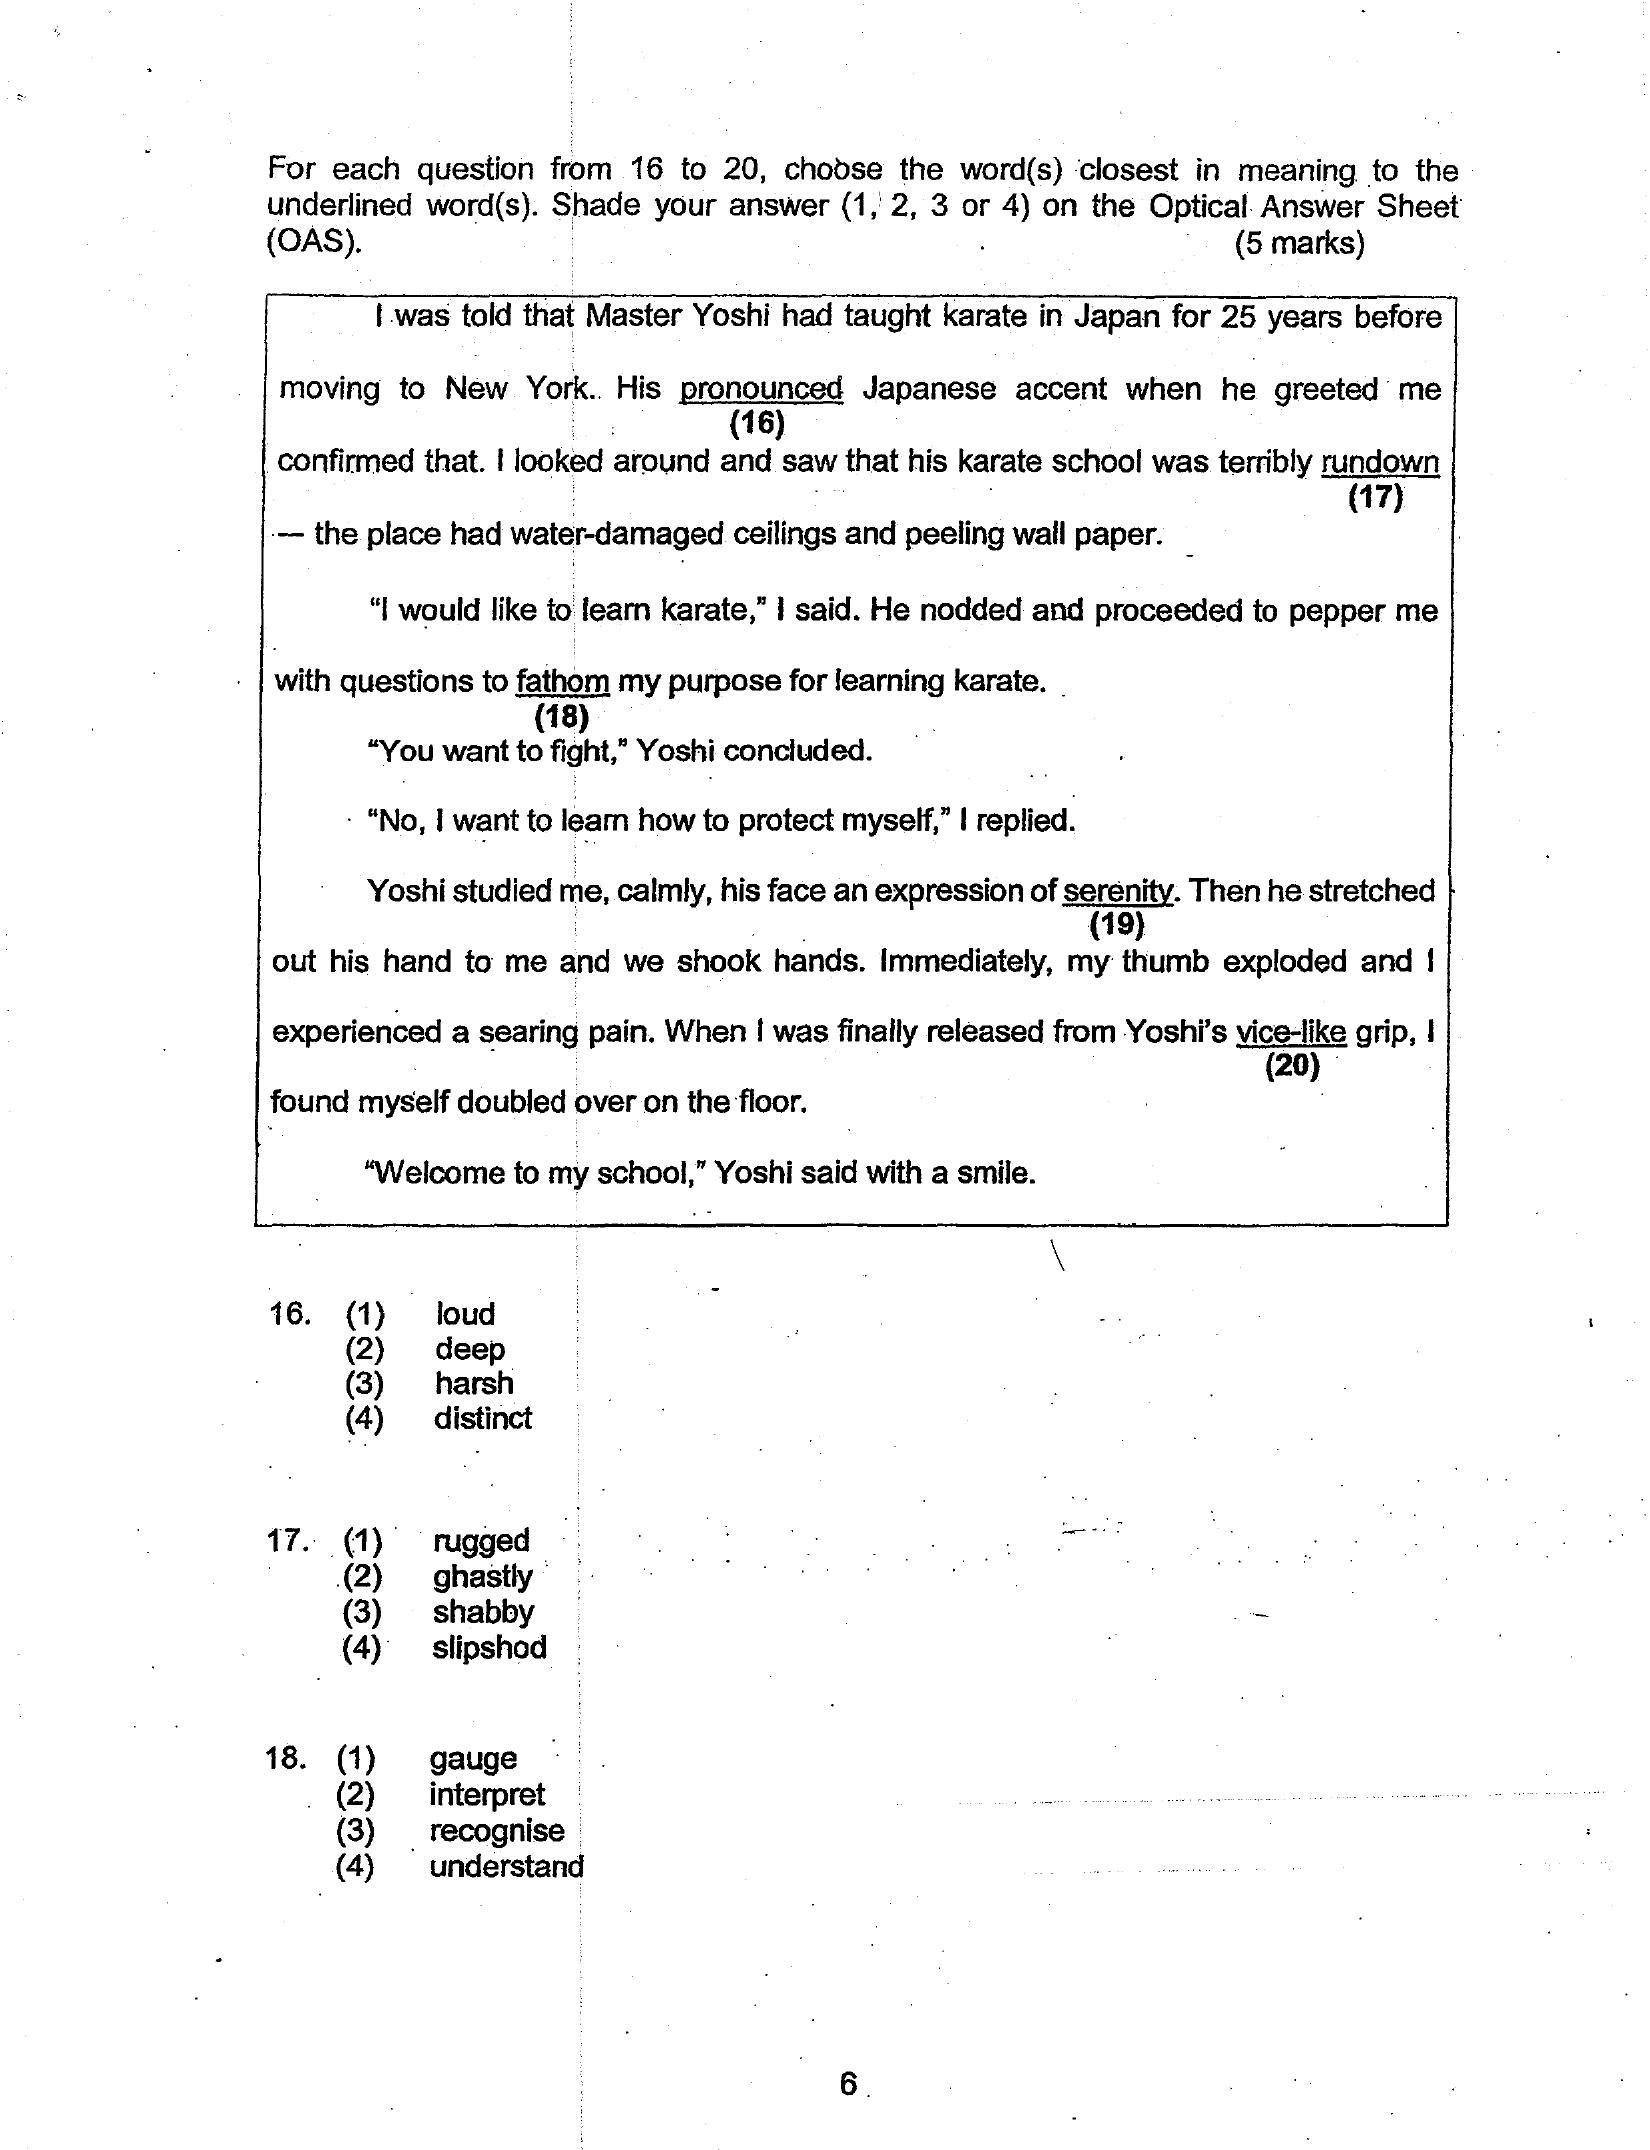 For each question from 16 to 20, choose the word(s) closest in meaning to the
underlined word(s). Shade your answer (1, 2, 3 or 4) on the Optical Answer Sheet
(OAS). (5 marks)
I was told that Master Yoshi had taught karate in Japan for 25 years before
moving to New York. His pronounced Japanese accent when he greeted me
(16)
confirmed that. I looked around and saw that his karate school was terribly rundown
(17)
— the place had water-damaged ceilings and peeling wall paper.
“I would like to learn karate,” I said. He nodded and proceeded to pepper me
with questions to fathom my purpose for learning karate.
(18)
“You want to fight,” Yoshi concluded.
“No, I want to learn how to protect myself,” I replied.
Yoshi studied me, calmly, his face an expression of serenity. Then he stretched
(19)
out his hand to me and we shook hands. Immediately, my thumb exploded and I
experienced a searing pain. When I was finally released from Yoshi’s vice-like grip, I
(20)
found myself doubled over on the floor.
“Welcome to my school,” Yoshi said with a smile.
16. (1) loud
(2) deep
(3) harsh
(4) distinct
17. (1) rugged
(2) ghastly
(3) shabby
(4) slipshod
18. (1) gauge
(2) interpret
(3) recognise
(4) understand
6